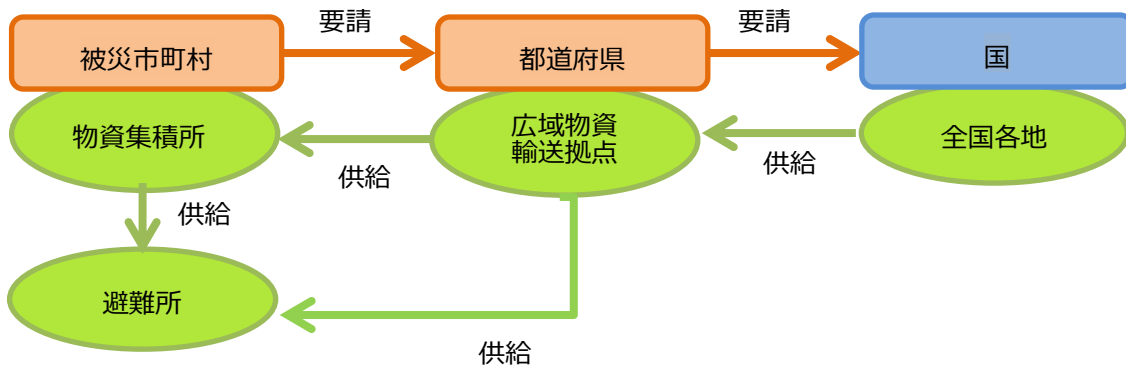 要請
要請
被災市町村
都道府県
国
物資集積所
広域物資
輸送拠点
全国各地
供給
供給
供給
避難所
供給